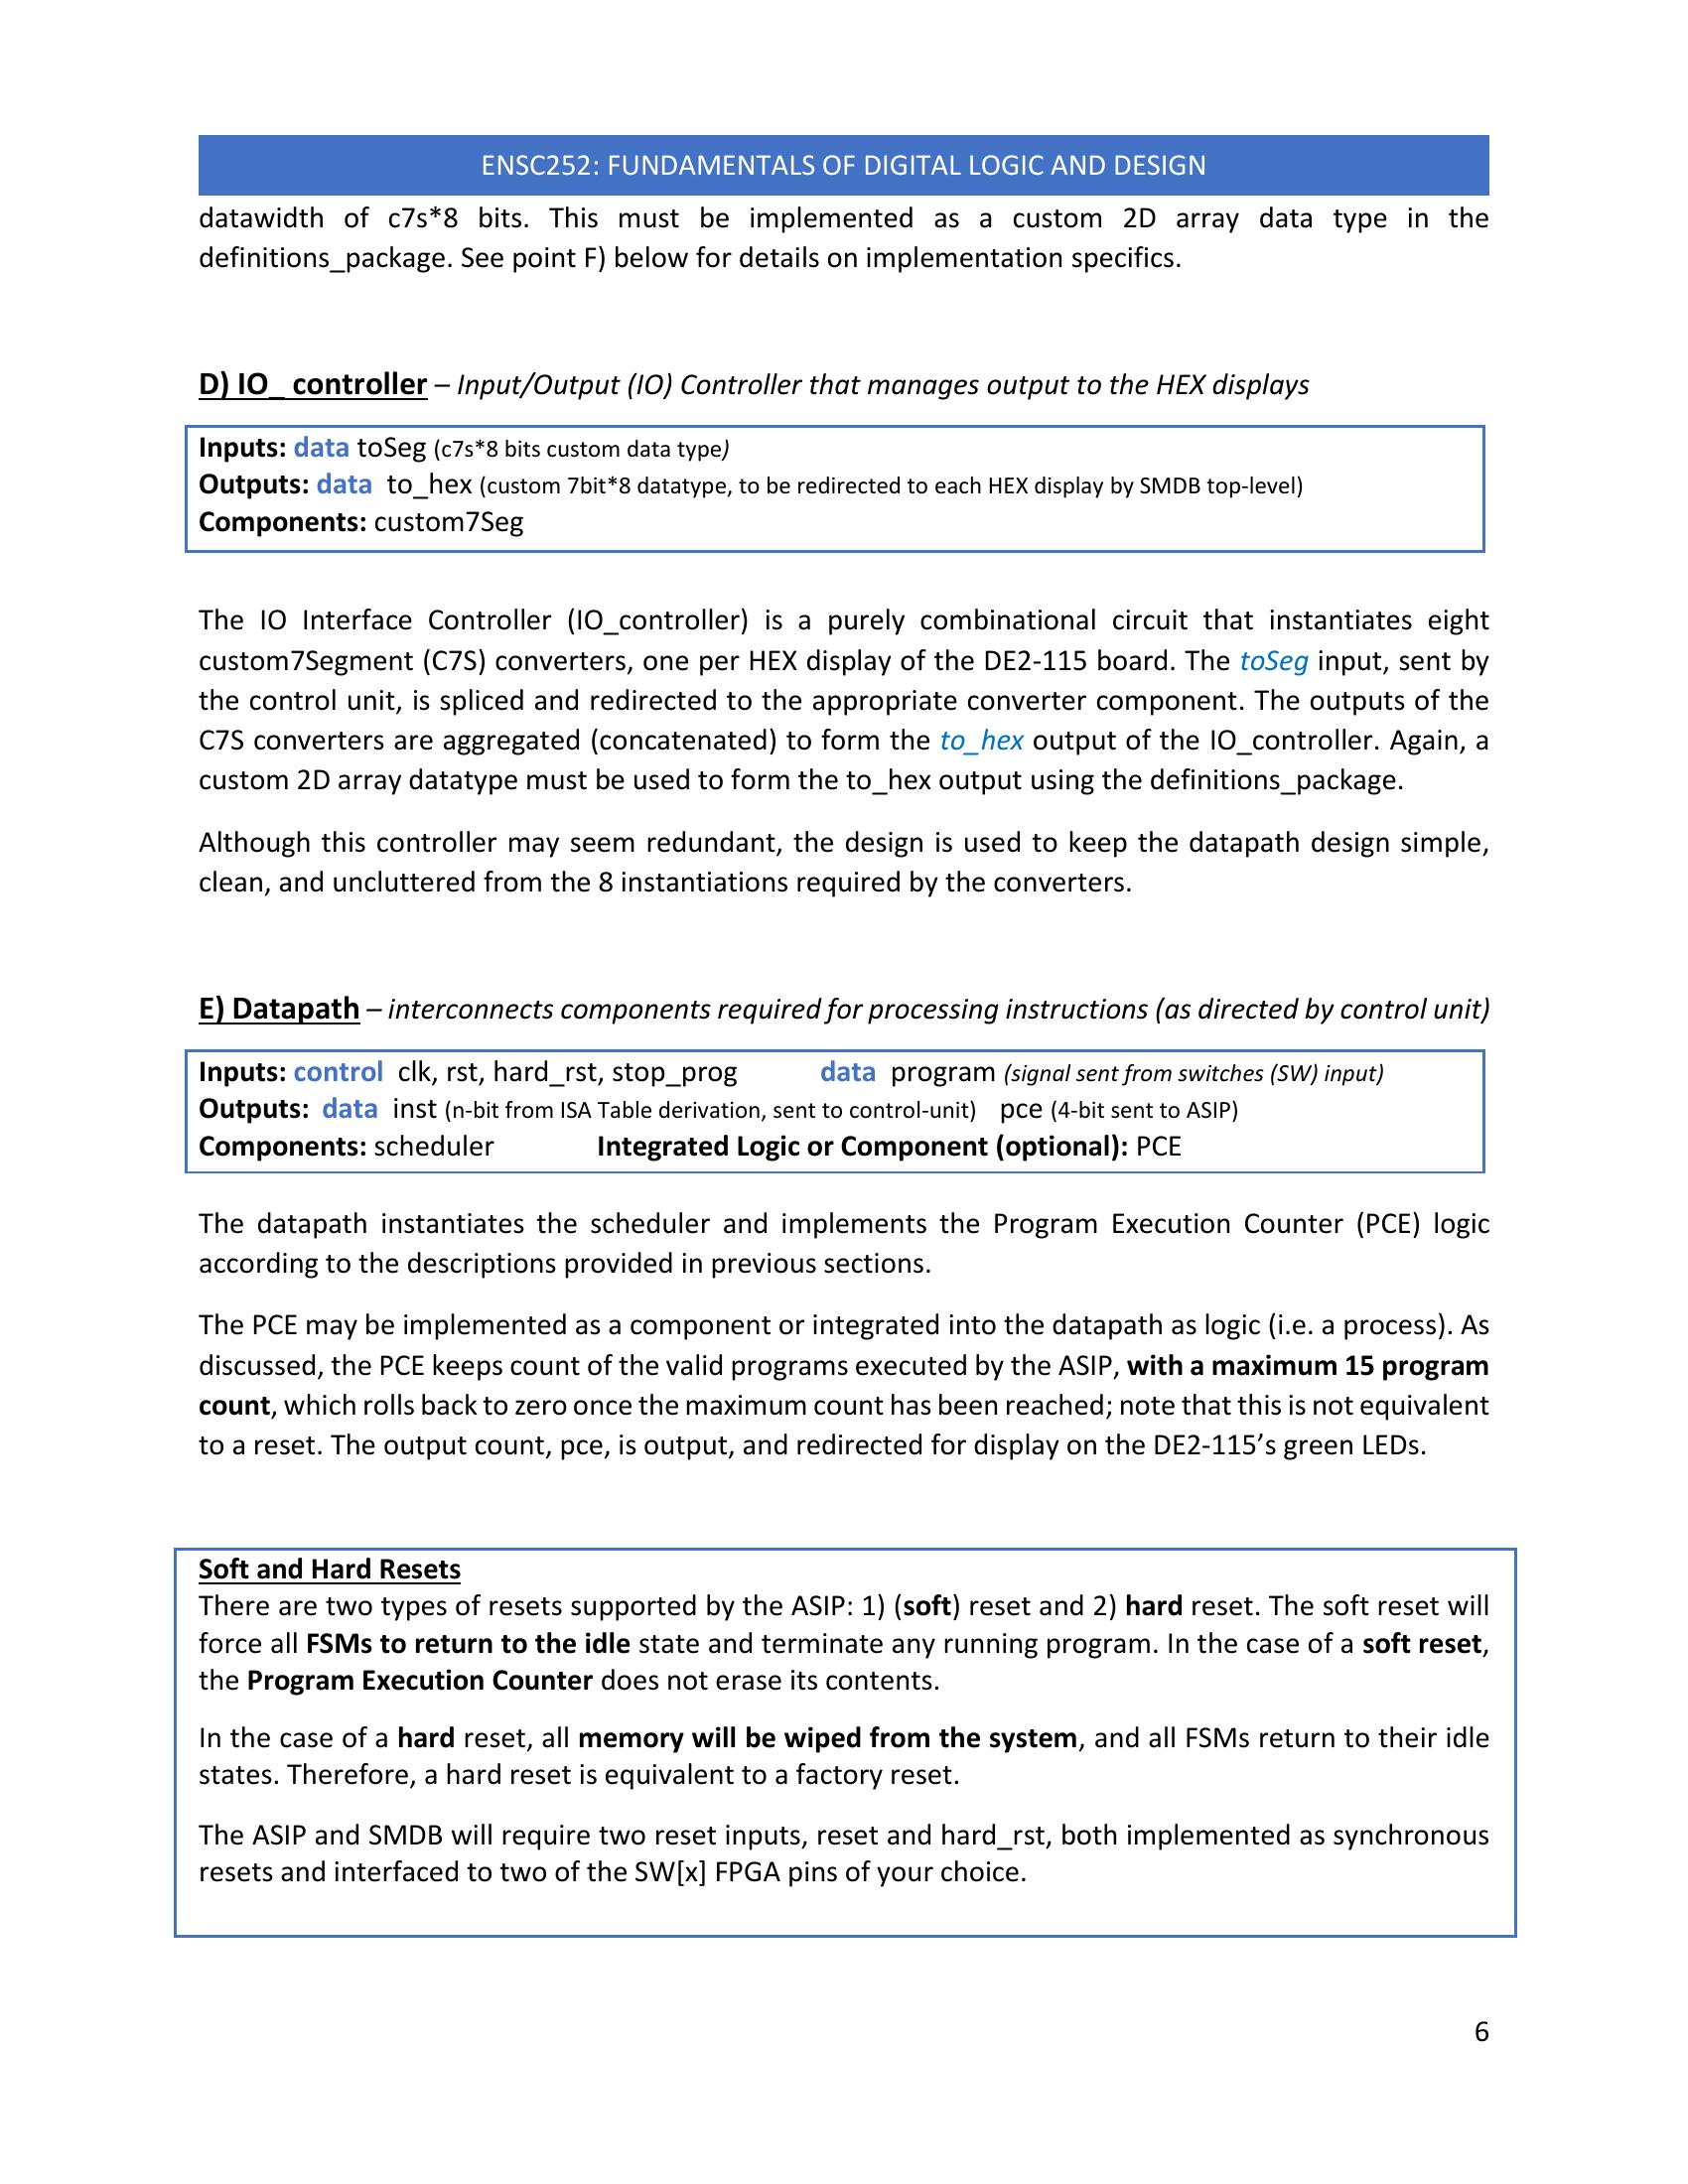 ENSC252: FUNDAMENTALS OF DIGITAL LOGIC AND DESIGN
datawidth of c7s*8 bits. This must be implemented as a custom 2D array data type in the
definitions_package. See point F) below for details on implementation specifics.
D) IO_ controller – Input/Output (IO) Controller that manages output to the HEX displays
Inputs: data toSeg (c7s*8 bits custom data type)
Outputs: data to_hex (custom 7bit*8 datatype, to be redirected to each HEX display by SMDB top-level)
Components: custom7Seg
The IO Interface Controller (IO_controller) is a purely combinational circuit that instantiates eight
custom7Segment (C7S) converters, one per HEX display of the DE2-115 board. The toSeg input, sent by
the control unit, is spliced and redirected to the appropriate converter component. The outputs of the
C7S converters are aggregated (concatenated) to form the to_hex output of the IO_controller. Again, a
custom 2D array datatype must be used to form the to_hex output using the definitions_package.
Although this controller may seem redundant, the design is used to keep the datapath design simple,
clean, and uncluttered from the 8 instantiations required by the converters.
E) Datapath – interconnects components required for processing instructions (as directed by control unit)
Inputs: control clk, rst, hard_rst, stop_prog data program (signal sent from switches (SW) input)
Outputs: data inst (n-bit from ISA Table derivation, sent to control-unit) pce (4-bit sent to ASIP)
Components: scheduler Integrated Logic or Component (optional): PCE
The datapath instantiates the scheduler and implements the Program Execution Counter (PCE) logic
according to the descriptions provided in previous sections.
The PCE may be implemented as a component or integrated into the datapath as logic (i.e. a process). As
discussed, the PCE keeps count of the valid programs executed by the ASIP, with a maximum 15 program
count, which rolls back to zero once the maximum count has been reached; note that this is not equivalent
to a reset. The output count, pce, is output, and redirected for display on the DE2-115’s green LEDs.
Soft and Hard Resets
There are two types of resets supported by the ASIP: 1) (soft) reset and 2) hard reset. The soft reset will
force all FSMs to return to the idle state and terminate any running program. In the case of a soft reset,
the Program Execution Counter does not erase its contents.
In the case of a hard reset, all memory will be wiped from the system, and all FSMs return to their idle
states. Therefore, a hard reset is equivalent to a factory reset.
The ASIP and SMDB will require two reset inputs, reset and hard_rst, both implemented as synchronous
resets and interfaced to two of the SW[x] FPGA pins of your choice.
6